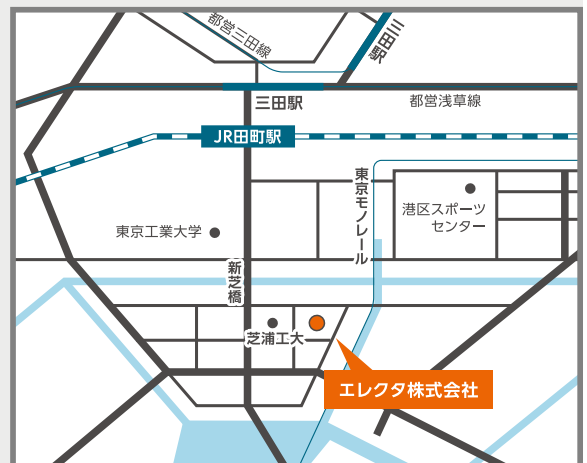 都営三田線
三田駅
三田駅
都営浅草線
JR田町駅
東京モノレール
港区スポーツ
センター
東京工業大学
新芝橋
芝浦工大
エレクタ株式会社